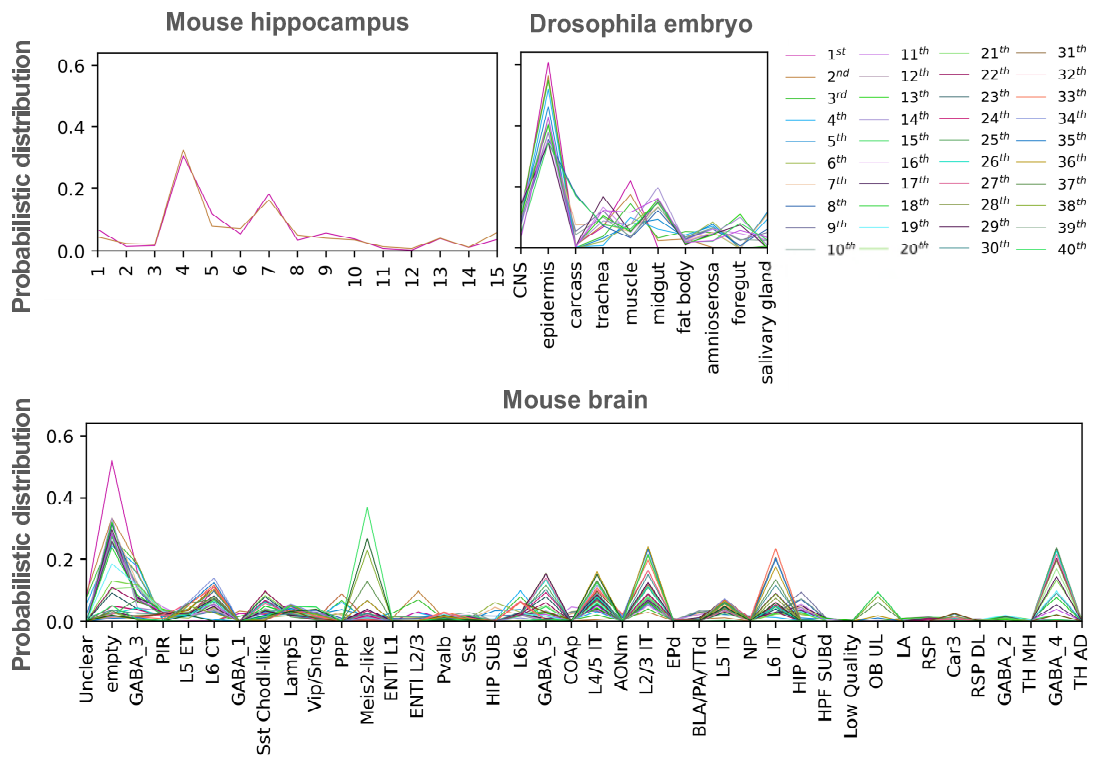 Mouse hippocampus
Drosophila embryo
Probabilistic distribution
0.6
0.4
0.2
0.0
1
2
3
4
5
6
7
8
9
10
11
12
13
14
15
CNS
epidermis
carcass
trachea
muscle
midgut
fat body
amnioserosa
foregut
salivary gland
1st
2nd
3rd
4th
5th
6th
7th
8th
9th
10th
11th
12th
13th
14th
15th
16th
17th
18th
19th
20th
21th
22th
23th
24th
25th
26th
27th
28th
29th
30th
31th
32th
33th
34th
35th
36th
37th
38th
39th
40th
Mouse brain
Probabilistic distribution
0.6
0.4
0.2
0.0
Unclear
empty
GABA_3
PIR
L5 ET
L6 CT
GABA_1
Sst Chodl-like
Lamp5
Vip/Sncg
PPP
Meis2-like
ENTl L1
ENTl L2/3
Pvalb
Sst
HIP SUB
L6b
GABA_5
COAp
L4/5 IT
AONm
L2/3 IT
EPd
BLA/PA/TTd
L5 IT
NP
L6 IT
HIP CA
HPF SUBd
Low Quality
OB UL
LA
RSP
Car3
RSP DL
GABA_2
TH MH
GABA_4
TH AD